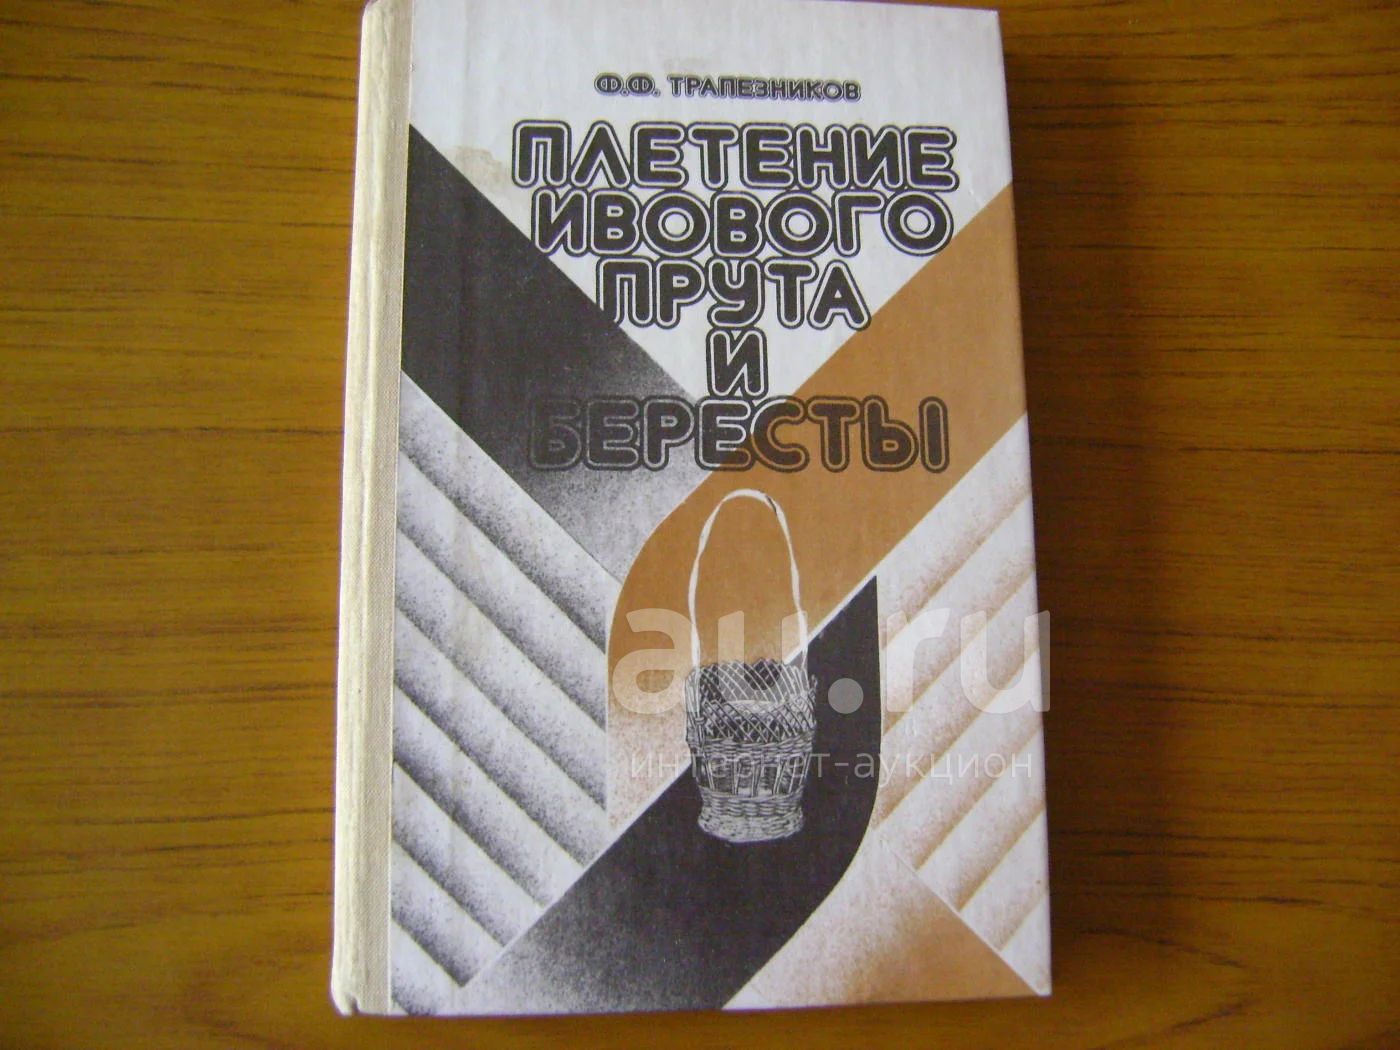 Ф.Ф. ТРАПЕЗНИКОВ
ПЛЕТЕНИЕ
ИВОВОГО
ПРУТА
И
БЕРЕСТЫ
au.ru
интернет-аукцион